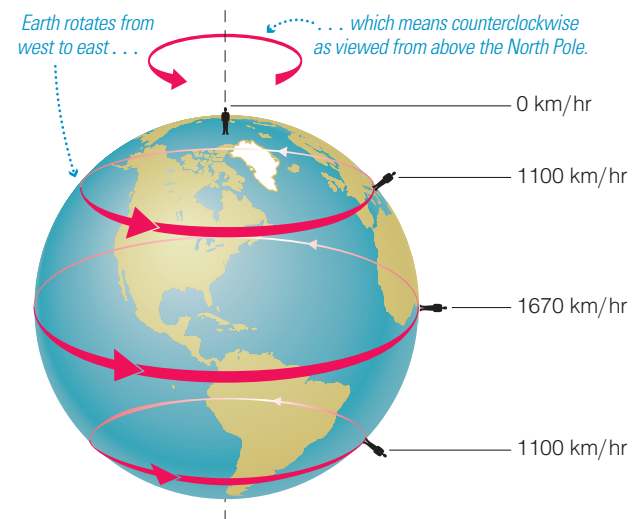 Earth rotates from
west to east . . .
. . . which means counterclockwise
as viewed from above the North Pole.
0 km/hr
1100 km/hr
1670 km/hr
1100 km/hr